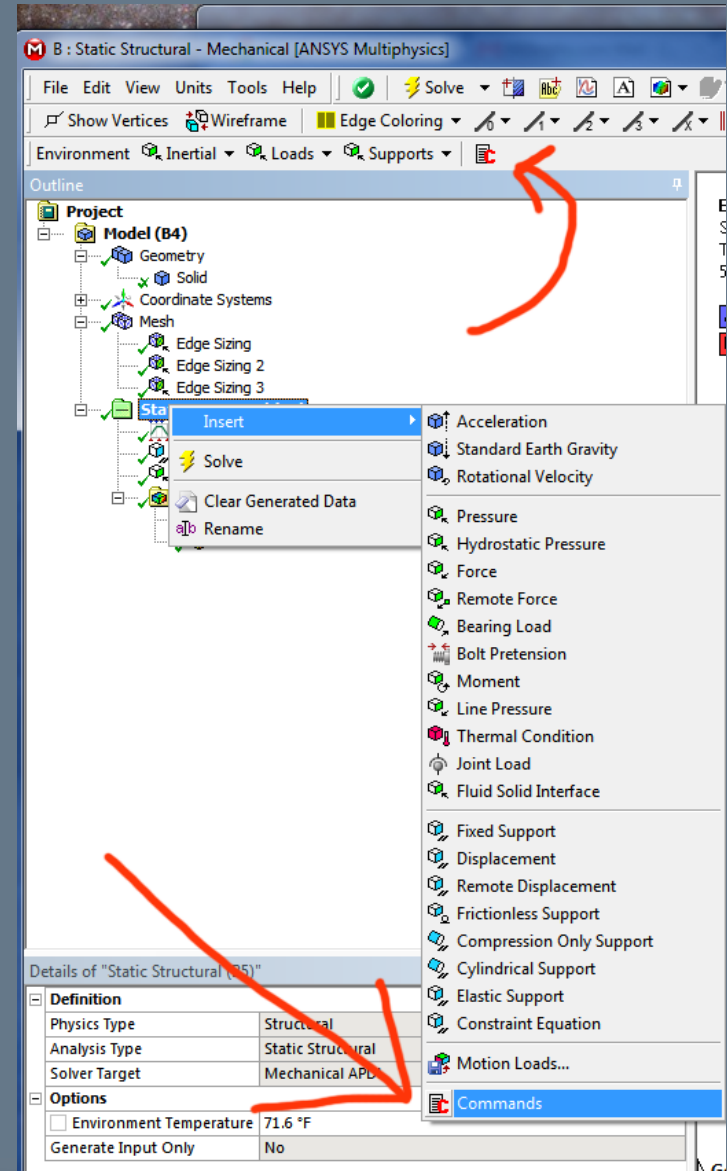 B : Static Structural - Mechanical [ANSYS Multiphysics]
File Edit View Units Tools Help Solve Abc A
Show Vertices Wireframe Edge Coloring 0 1 2 3 x
Environment Inertial Loads Supports
Outline
Project
Model (B4)
Geometry
Solid
Coordinate Systems
Mesh
Edge Sizing
Edge Sizing 2
Edge Sizing 3
Sta
Insert
Solve
Clear Generated Data
Rename
Acceleration
Standard Earth Gravity
Rotational Velocity
Pressure
Hydrostatic Pressure
Force
Remote Force
Bearing Load
Bolt Pretension
Moment
Line Pressure
Thermal Condition
Joint Load
Fluid Solid Interface
Fixed Support
Displacement
Remote Displacement
Frictionless Support
Compression Only Support
Cylindrical Support
Elastic Support
Constraint Equation
Motion Loads...
Commands
Details of "Static Structural (B5)"
Definition
Physics Type Structural
Analysis Type Static Structural
Solver Target Mechanical APDL
Options
Environment Temperature 71.6 °F
Generate Input Only No